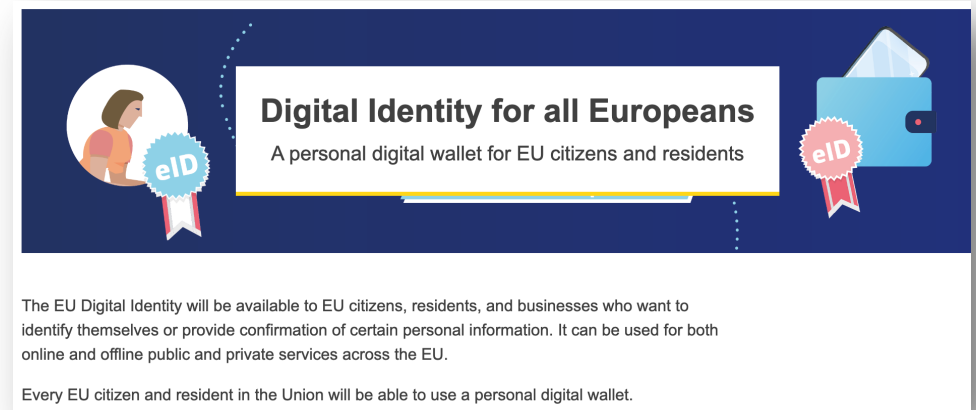 eID
Digital Identity for all Europeans
A personal digital wallet for EU citizens and residents
eID
The EU Digital Identity will be available to EU citizens, residents, and businesses who want to
identify themselves or provide confirmation of certain personal information. It can be used for both
online and offline public and private services across the EU.
Every EU citizen and resident in the Union will be able to use a personal digital wallet.